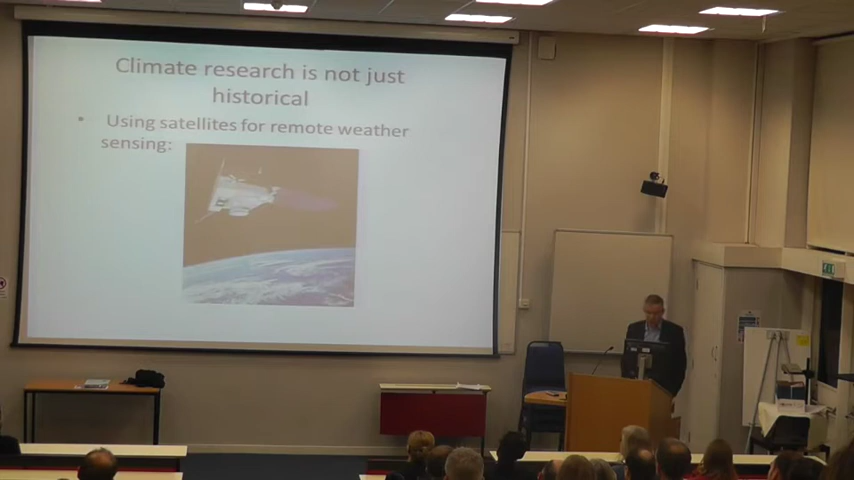 Climate research is not just
historical
• Using satellites for remote weather
sensing: